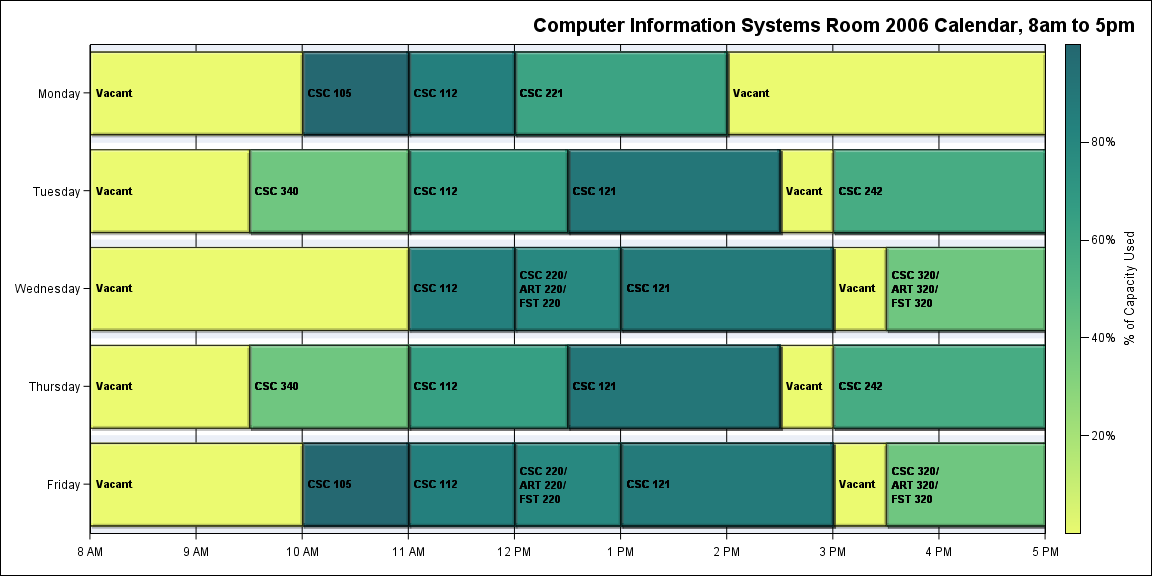 Computer Information Systems Room 2006 Calendar, 8am to 5pm
Monday
Vacant
CSC 105
CSC 112
CSC 221
Vacant
Tuesday
Vacant
CSC 340
CSC 112
CSC 121
Vacant
CSC 242
Wednesday
Vacant
CSC 112
CSC 220/
ART 220/
FST 220
CSC 121
Vacant
CSC 320/
ART 320/
FST 320
Thursday
Vacant
CSC 340
CSC 112
CSC 121
Vacant
CSC 242
Friday
Vacant
CSC 105
CSC 112
CSC 220/
ART 220/
FST 220
CSC 121
Vacant
CSC 320/
ART 320/
FST 320
8 AM
9 AM
10 AM
11 AM
12 PM
1 PM
2 PM
3 PM
4 PM
5 PM
80%
60%
40%
20%
% of Capacity Used